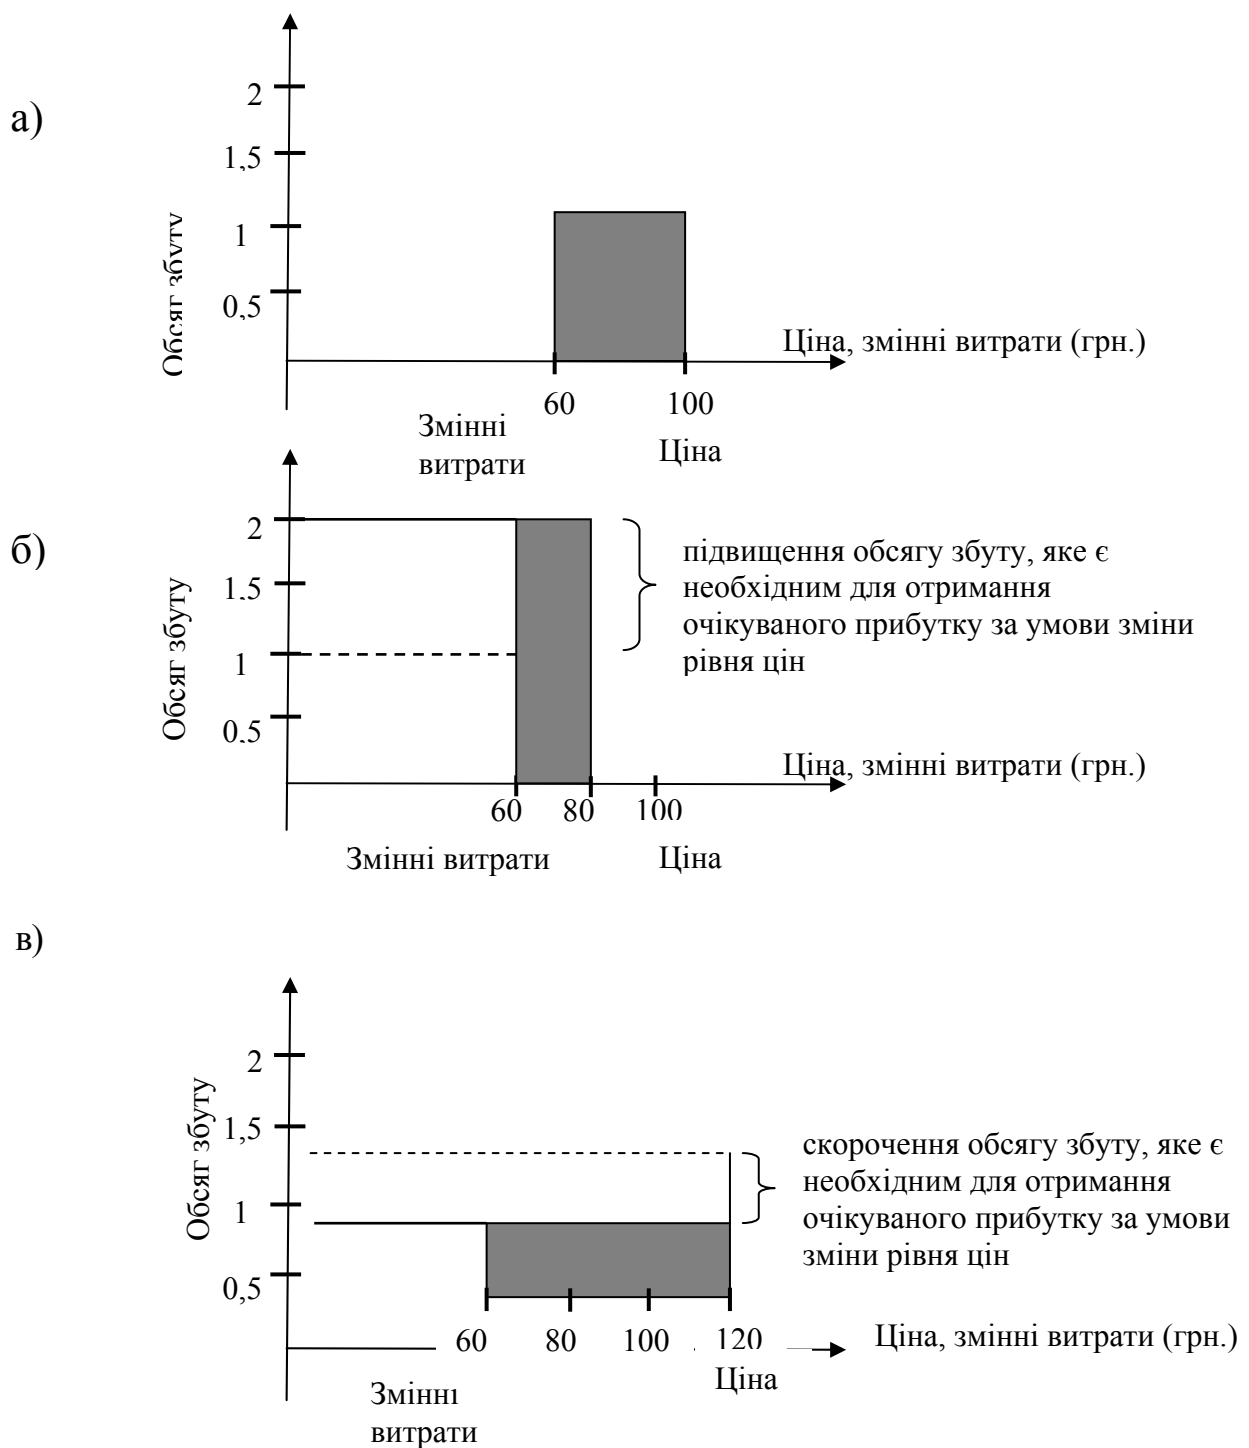 а)
2
1,5
1
0,5
Обсяг збуту
Ціна, змінні витрати (грн.)
60
100
Змінні
витрати
Ціна
б)
2
1.5
1
0.5
Обсяг збуту
підвищення обсягу збуту, яке є
необхідним для отримання
очікуваного прибутку за умови зміни
рівня цін
Ціна, змінні витрати (грн.)
60
80
100
Змінні витрати
Ціна
в)
2
1,5
1
0,5
Обсяг збуту
скорочення обсягу збуту, яке є
необхідним для отримання
очікуваного прибутку за умови
зміни рівня цін
60
80
100
120
Ціна, змінні витрати (грн.)
Ціна
Змінні
витрати